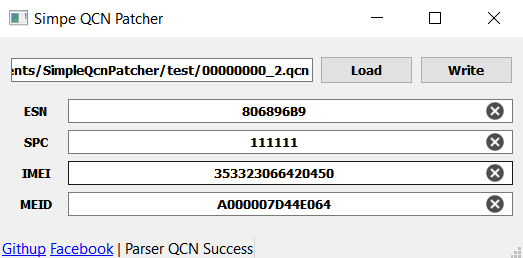 Simpe QCN Patcher
ents/SimpleQcnPatcher/test/00000000_2.qcn Load Write
ESN 806896B9
SPC 111111
IMEI 353323066420450
MEID A000007D44E064
Githup Facebook | Parser QCN Success